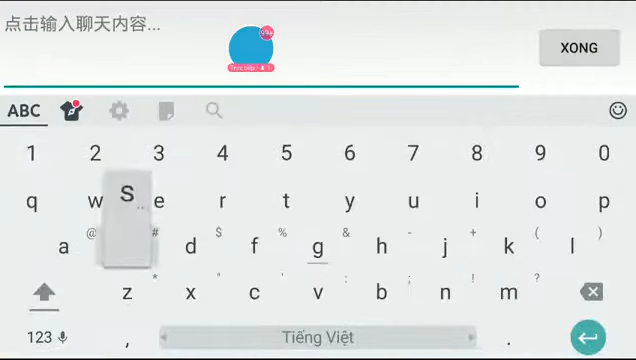 点击输入聊天内容...
XONG
ABC
1 2 3 4 5 6 7 8 9 0
q w e r t y u i o p
@ # $ % & - + ( )
S
a d f g h j k l
* " ' : ; ! ?
z x c v b n m
123 , Tiếng Việt .